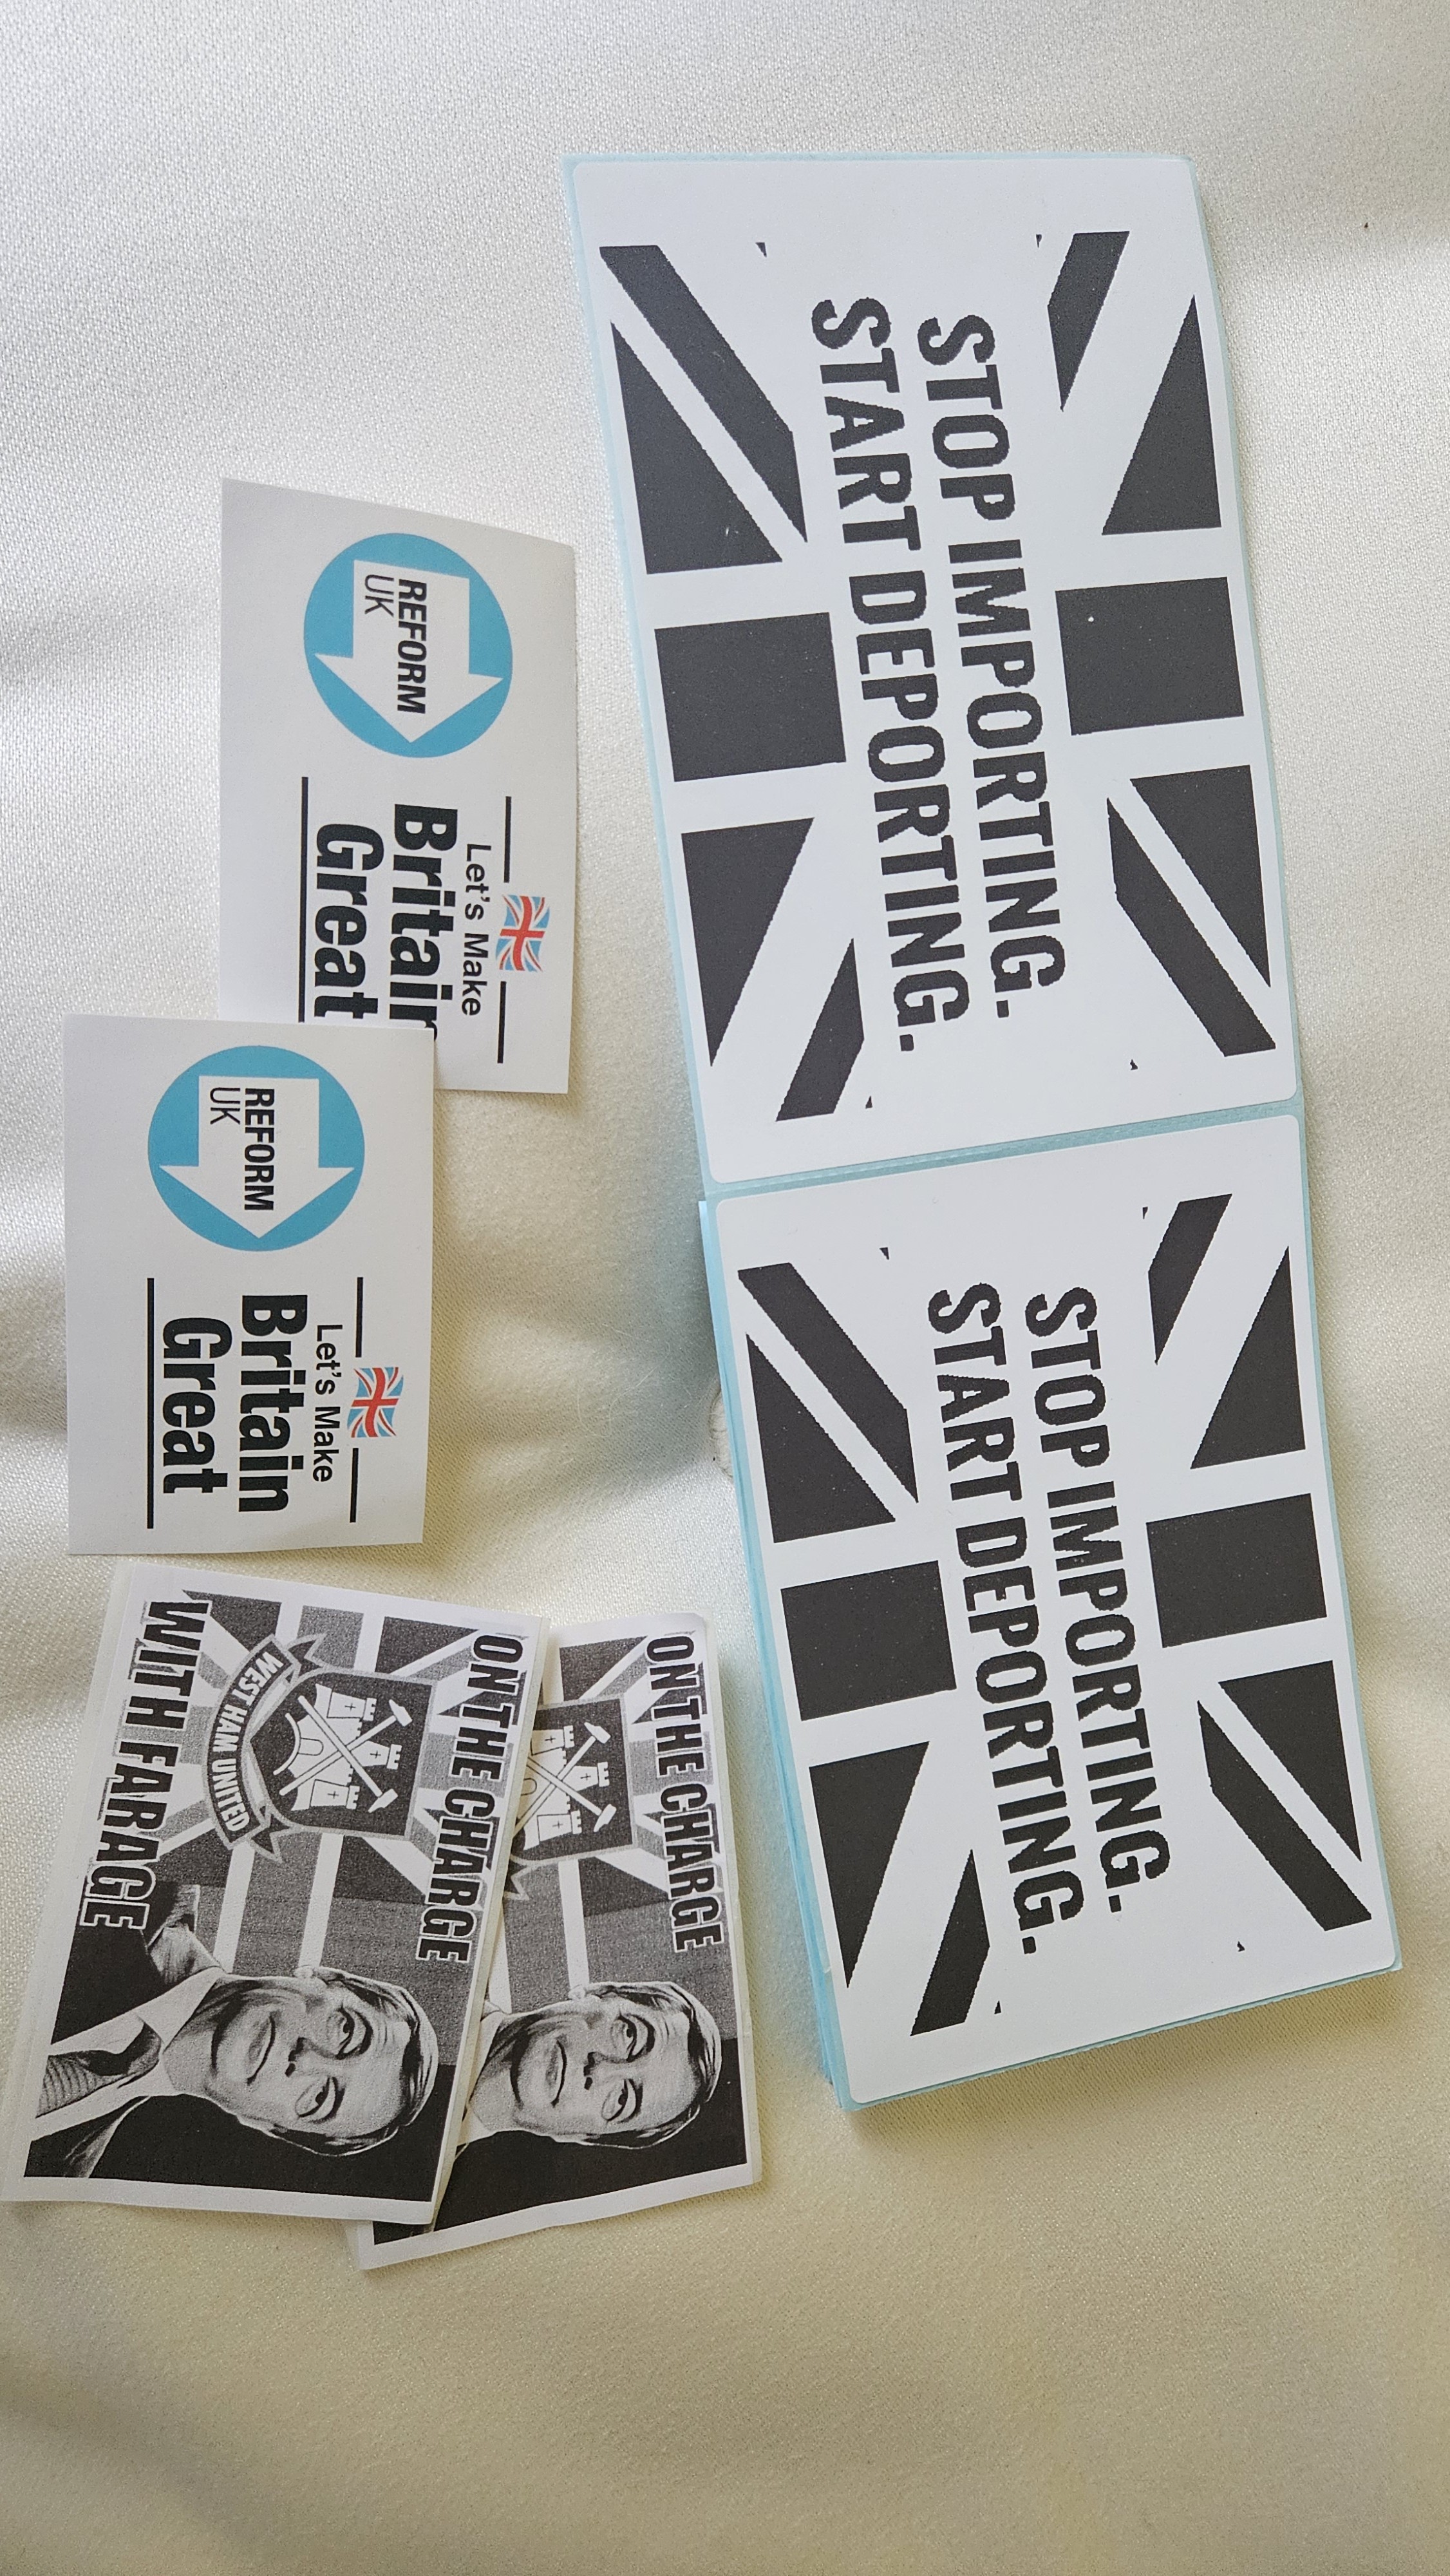 STOP IMPORTING.
START DEPORTING.
STOP IMPORTING.
START DEPORTING.
REFORM
UK
Let's Make
Britain
Great
REFORM
UK
Let's Make
Britain
Great
ON THE CHARGE
ON THE CHARGE
WEST HAM UNITED
WITH FARAGE